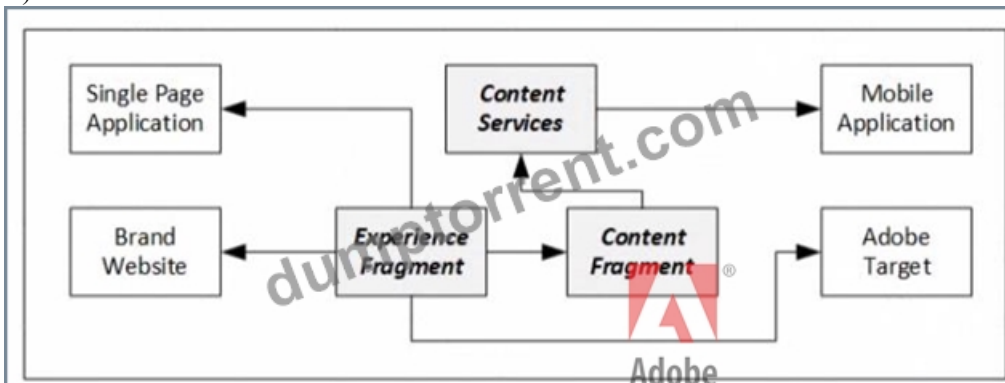 )
Single Page
Application
Content
Services
Mobile
Application
Brand
Website
Experience
Fragment
Content
Fragment
Adobe
Target
dumptorrent.com
®
Adobe